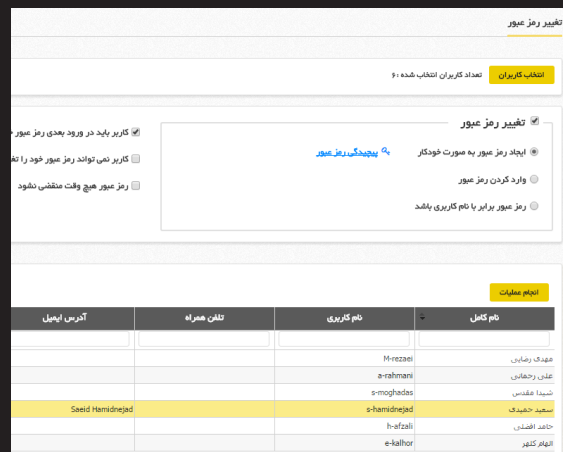 تغییر رمز عبور
انتخاب کاربران تعداد کاربران انتخاب شده :۶
تغییر رمز عبور
ایجاد رمز عبور به صورت خودکار پیچیدگی رمز عبور
وارد کردن رمز عبور
رمز عبور برابر با نام کاربری باشد
کاربر باید در ورود بعدی رمز عبور
کاربر نمی تواند رمز عبور خود را
رمز عبور هیچ وقت منقضی نشود
انجام عملیات
نام کامل نام کاربری تلفن همراه آدرس ایمیل
مهدی رضایی M-rezaei
علی رحمانی a-rahmani
شیدا مقدس s-moghadas
سعید حمیدی s-hamidnejad Saeid Hamidnejad
حامد افضلی h-afzali
الهام کلهر e-kalhor